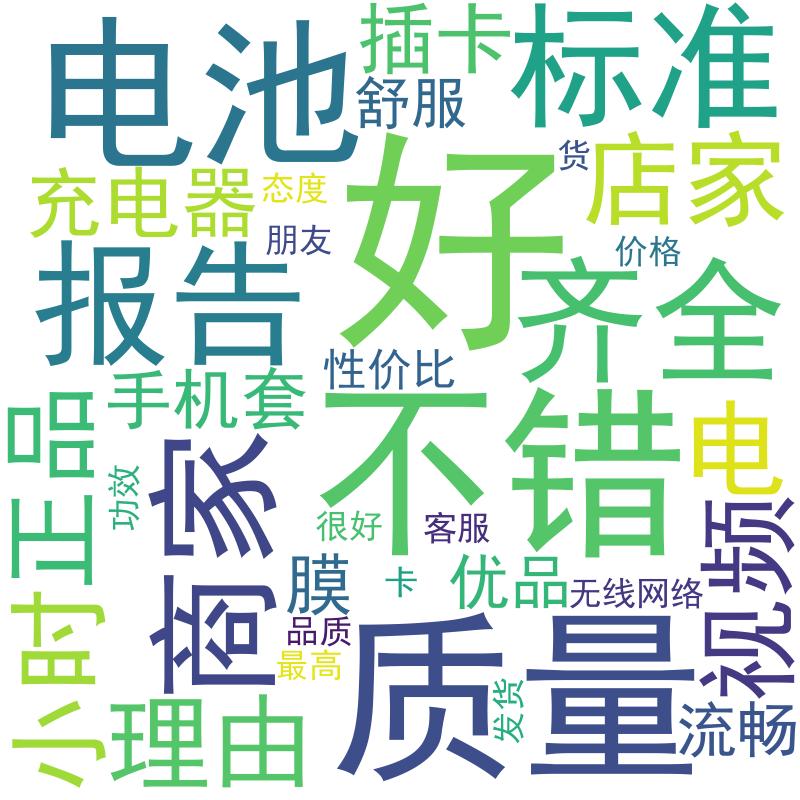 电池
插卡
标准
舒服
货
店家
充电器
态度
好
朋友
价格
报告
齐全
性价比
手机套
不错
正品
电
商家
功效
很好
客服
视频
膜
卡
优品
无线网络
小时
品质
质量
最高
理由
发货
流畅